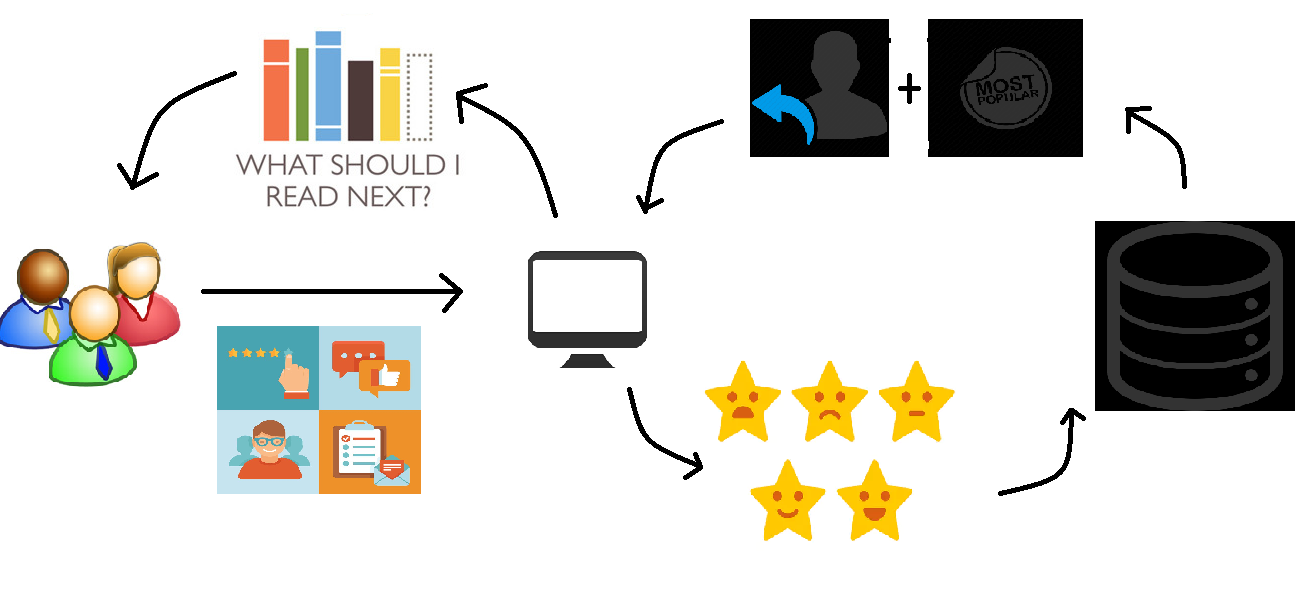 WHAT SHOULD I
READ NEXT?
MOST
POPULAR